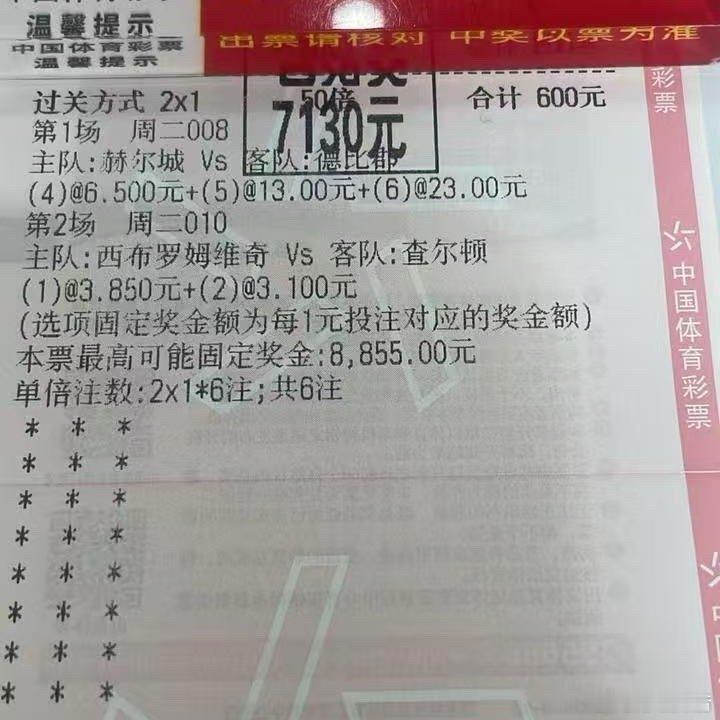 温馨提示
中国体育彩票
温馨提示
出票请核对 中奖以票为准
过关方式 2x1 50倍 合计 600元
7130元
第1场 周二008
主队:赫尔城 Vs 客队:德比郡
(4)@6.500元+(5)@13.00元+(6)@23.00元
第2场 周二010
主队:西布罗姆维奇 Vs 客队:查尔顿
(1)@3.850元+(2)@3.100元
(选项固定奖金额为每1元投注对应的奖金额)
本票最高可能固定奖金:8,855.00元
单倍注数:2x1*6注;共6注
* * *
* * *
* * *
* * *
* * *
* * *
* * *
* * *
彩票
中国体育彩票
中国